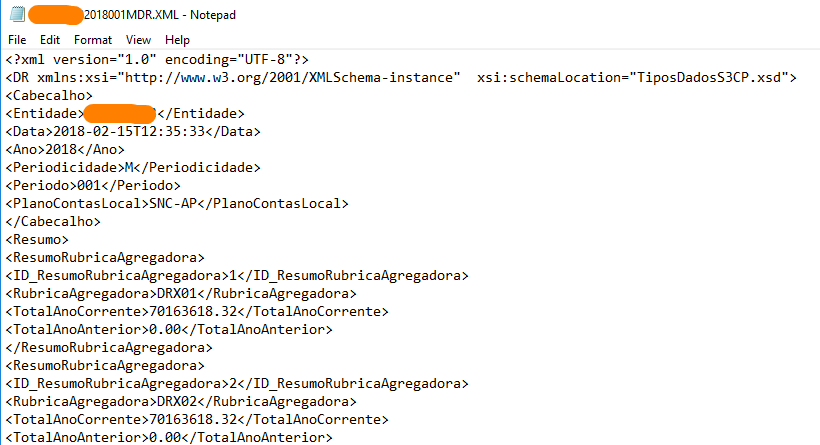 2018001MDR.XML - Notepad
File Edit Format View Help
<?xml version="1.0" encoding="UTF-8"?>
<DR xmlns:xsi="http://www.w3.org/2001/XMLSchema-instance"  xsi:schemaLocation="TiposDadosS3CP.xsd">
<Cabecalho>
<Entidade></Entidade>
<Data>2018-02-15T12:35:33</Data>
<Ano>2018</Ano>
<Periodicidade>M</Periodicidade>
<Periodo>001</Periodo>
<PlanoContasLocal>SNC-AP</PlanoContasLocal>
</Cabecalho>
<Resumo>
<ResumoRubricaAgregadora>
<ID_ResumoRubricaAgregadora>1</ID_ResumoRubricaAgregadora>
<RubricaAgregadora>DRX01</RubricaAgregadora>
<TotalAnoCorrente>70163618.32</TotalAnoCorrente>
<TotalAnoAnterior>0.00</TotalAnoAnterior>
</ResumoRubricaAgregadora>
<ResumoRubricaAgregadora>
<ID_ResumoRubricaAgregadora>2</ID_ResumoRubricaAgregadora>
<RubricaAgregadora>DRX02</RubricaAgregadora>
<TotalAnoCorrente>70163618.32</TotalAnoCorrente>
<TotalAnoAnterior>0.00</TotalAnoAnterior>